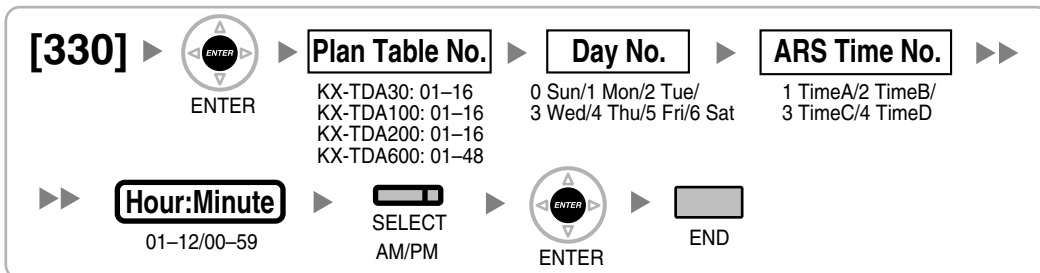 [330]
ENTER
ENTER
Plan Table No.
KX-TDA30: 01–16
KX-TDA100: 01–16
KX-TDA200: 01–16
KX-TDA600: 01–48
Day No.
0 Sun/1 Mon/2 Tue/
3 Wed/4 Thu/5 Fri/6 Sat
ARS Time No.
1 TimeA/2 TimeB/
3 TimeC/4 TimeD
Hour:Minute
01–12/00–59
SELECT
AM/PM
ENTER
ENTER
END